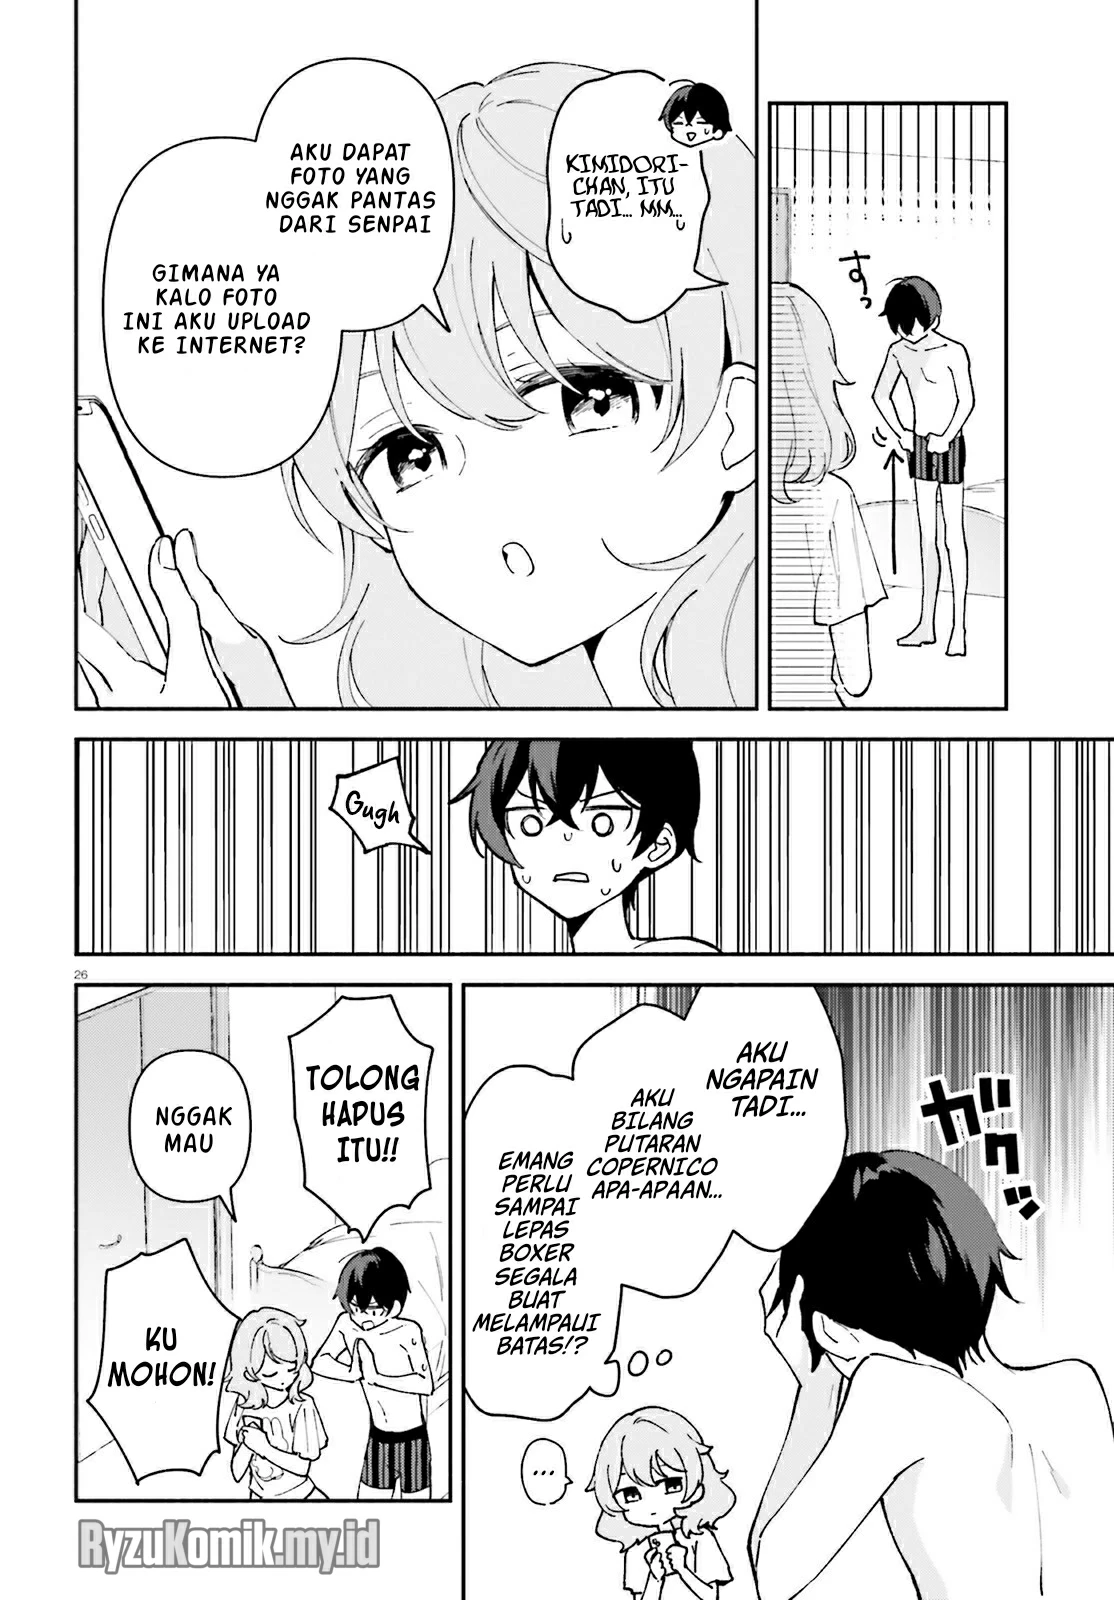 すっ
KIMIDORI-
CHAN, ITU
TADI... MM...
AKU DAPAT
FOTO YANG
NGGAK PANTAS
DARI SENPAI
GIMANA YA
KALO FOTO
INI AKU UPLOAD
KE INTERNET?
Gugh
26
AKU
NGAPAIN
TADI...
AKU
BILANG
PUTARAN
COPERNICO
APA-APAAN...
EMANG
PERLU
SAMPAI
LEPAS
BOXER
SEGALA
BUAT
MELAMPAUI
BATAS!?
ガクッ
...
TOLONG
HAPUS
ITU!!
NGGAK
MAU
KU
MOHON!
RyzuKomik.my.id